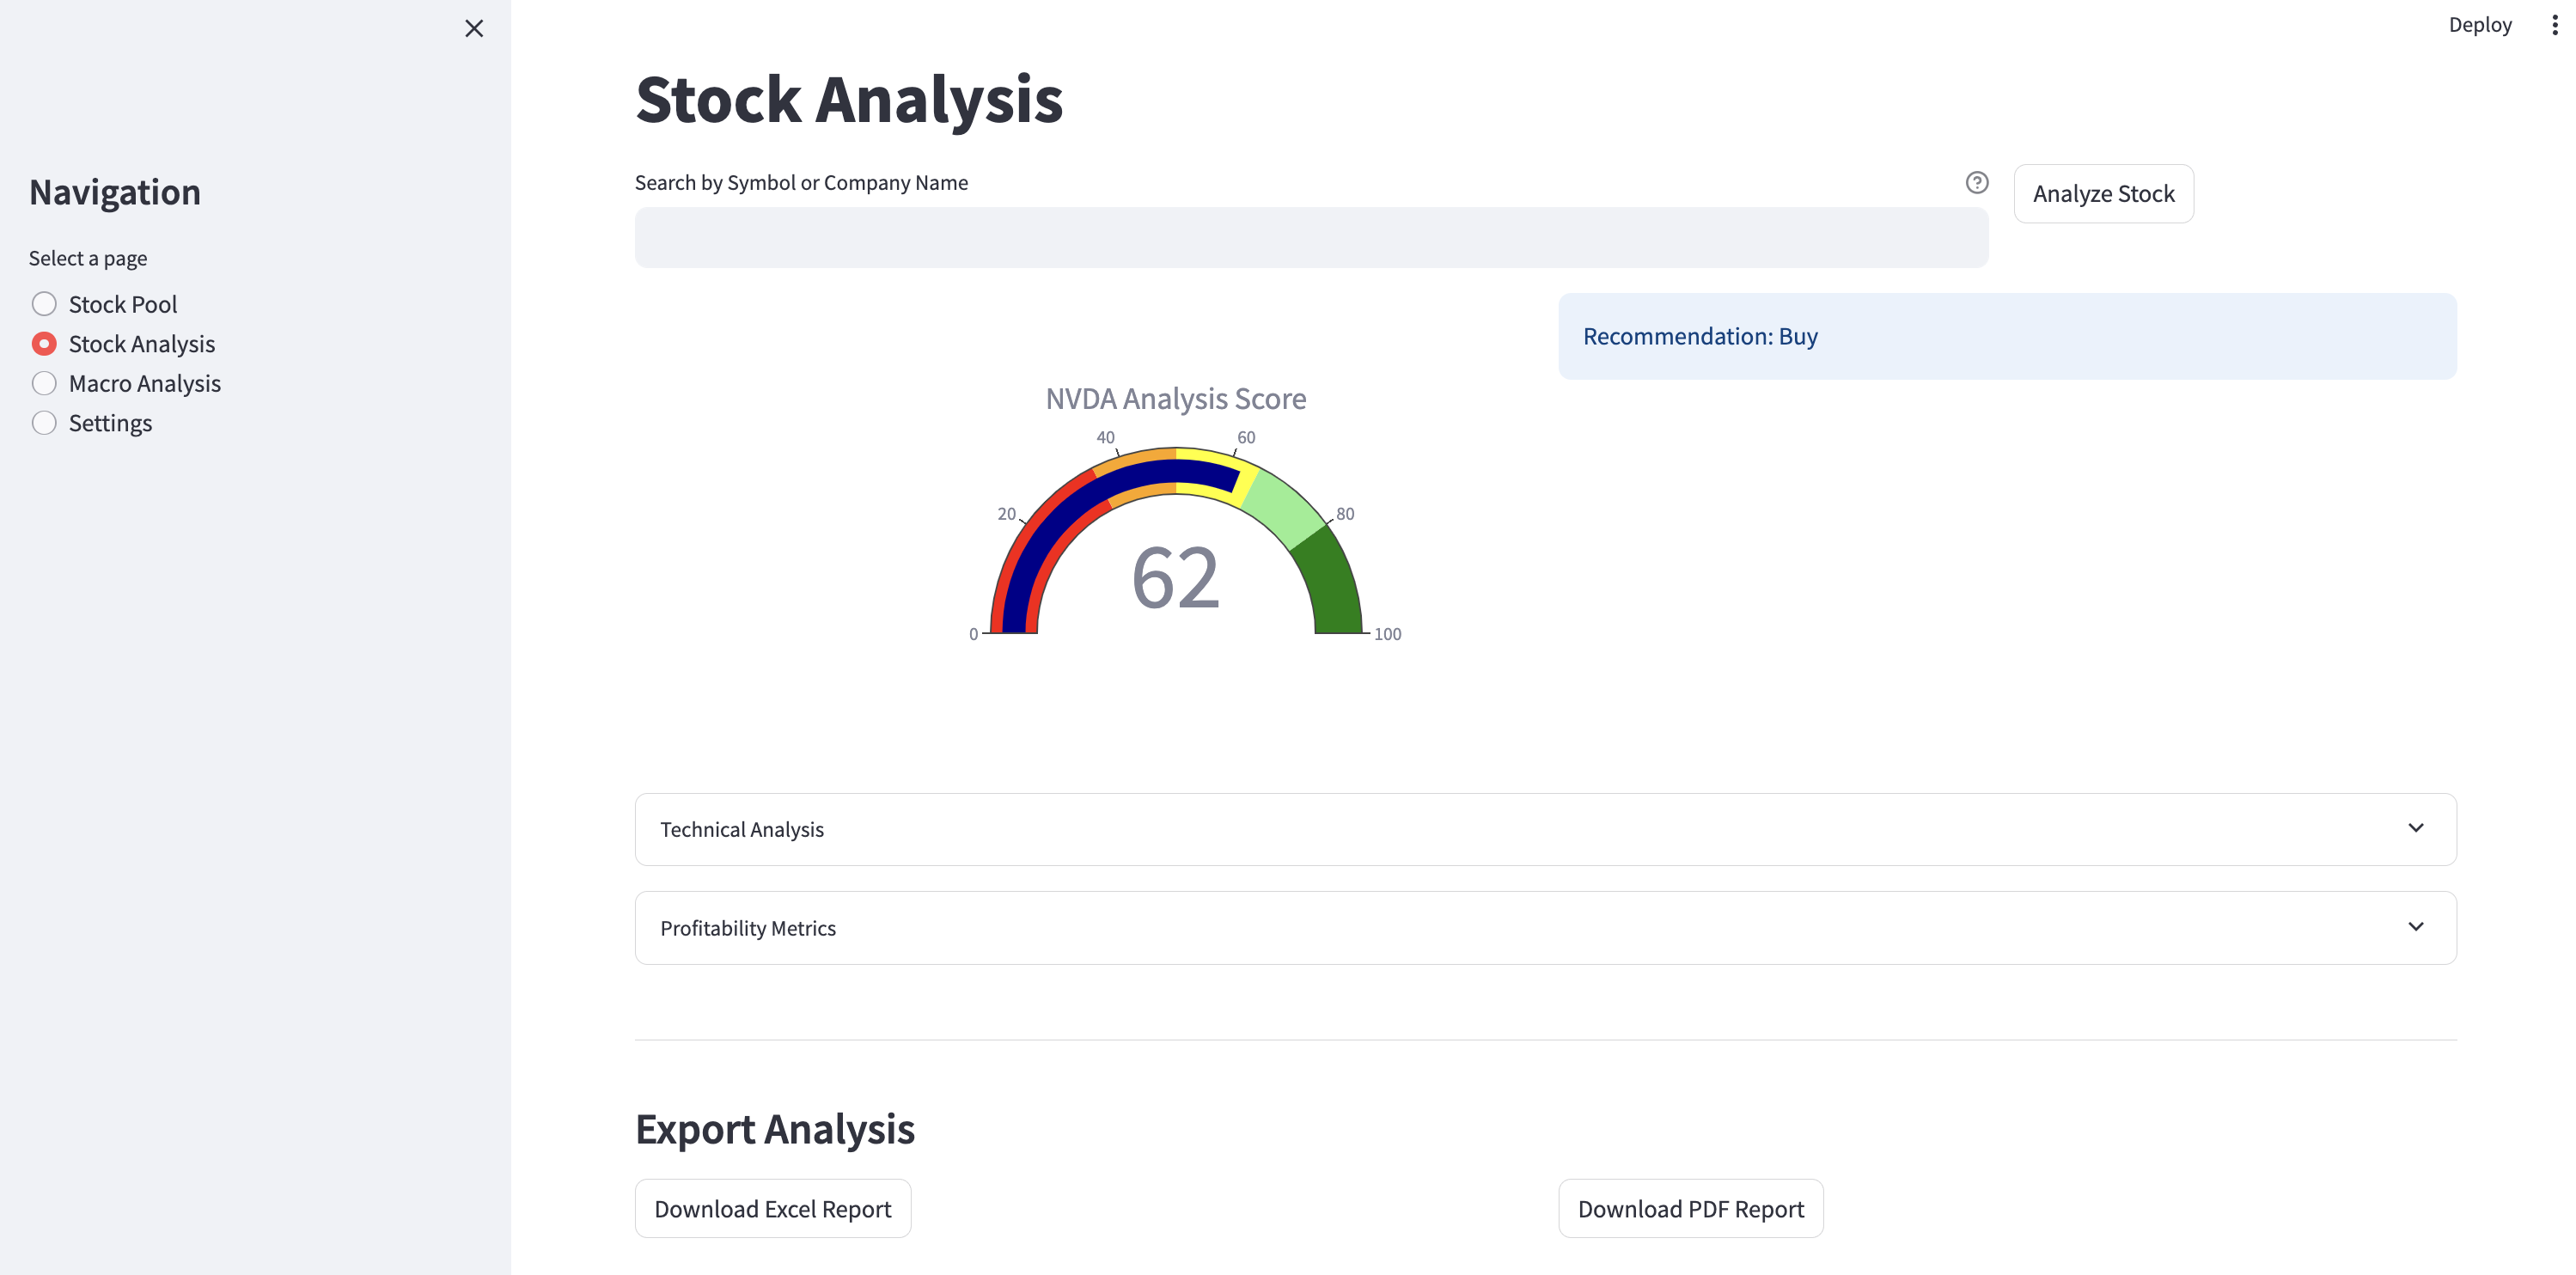 Deploy
Navigation
Select a page
Stock Pool
Stock Analysis
Macro Analysis
Settings
Stock Analysis
Search by Symbol or Company Name
Analyze Stock
Recommendation: Buy
NVDA Analysis Score
0
20
40
60
80
100
62
Technical Analysis
Profitability Metrics
Export Analysis
Download Excel Report
Download PDF Report